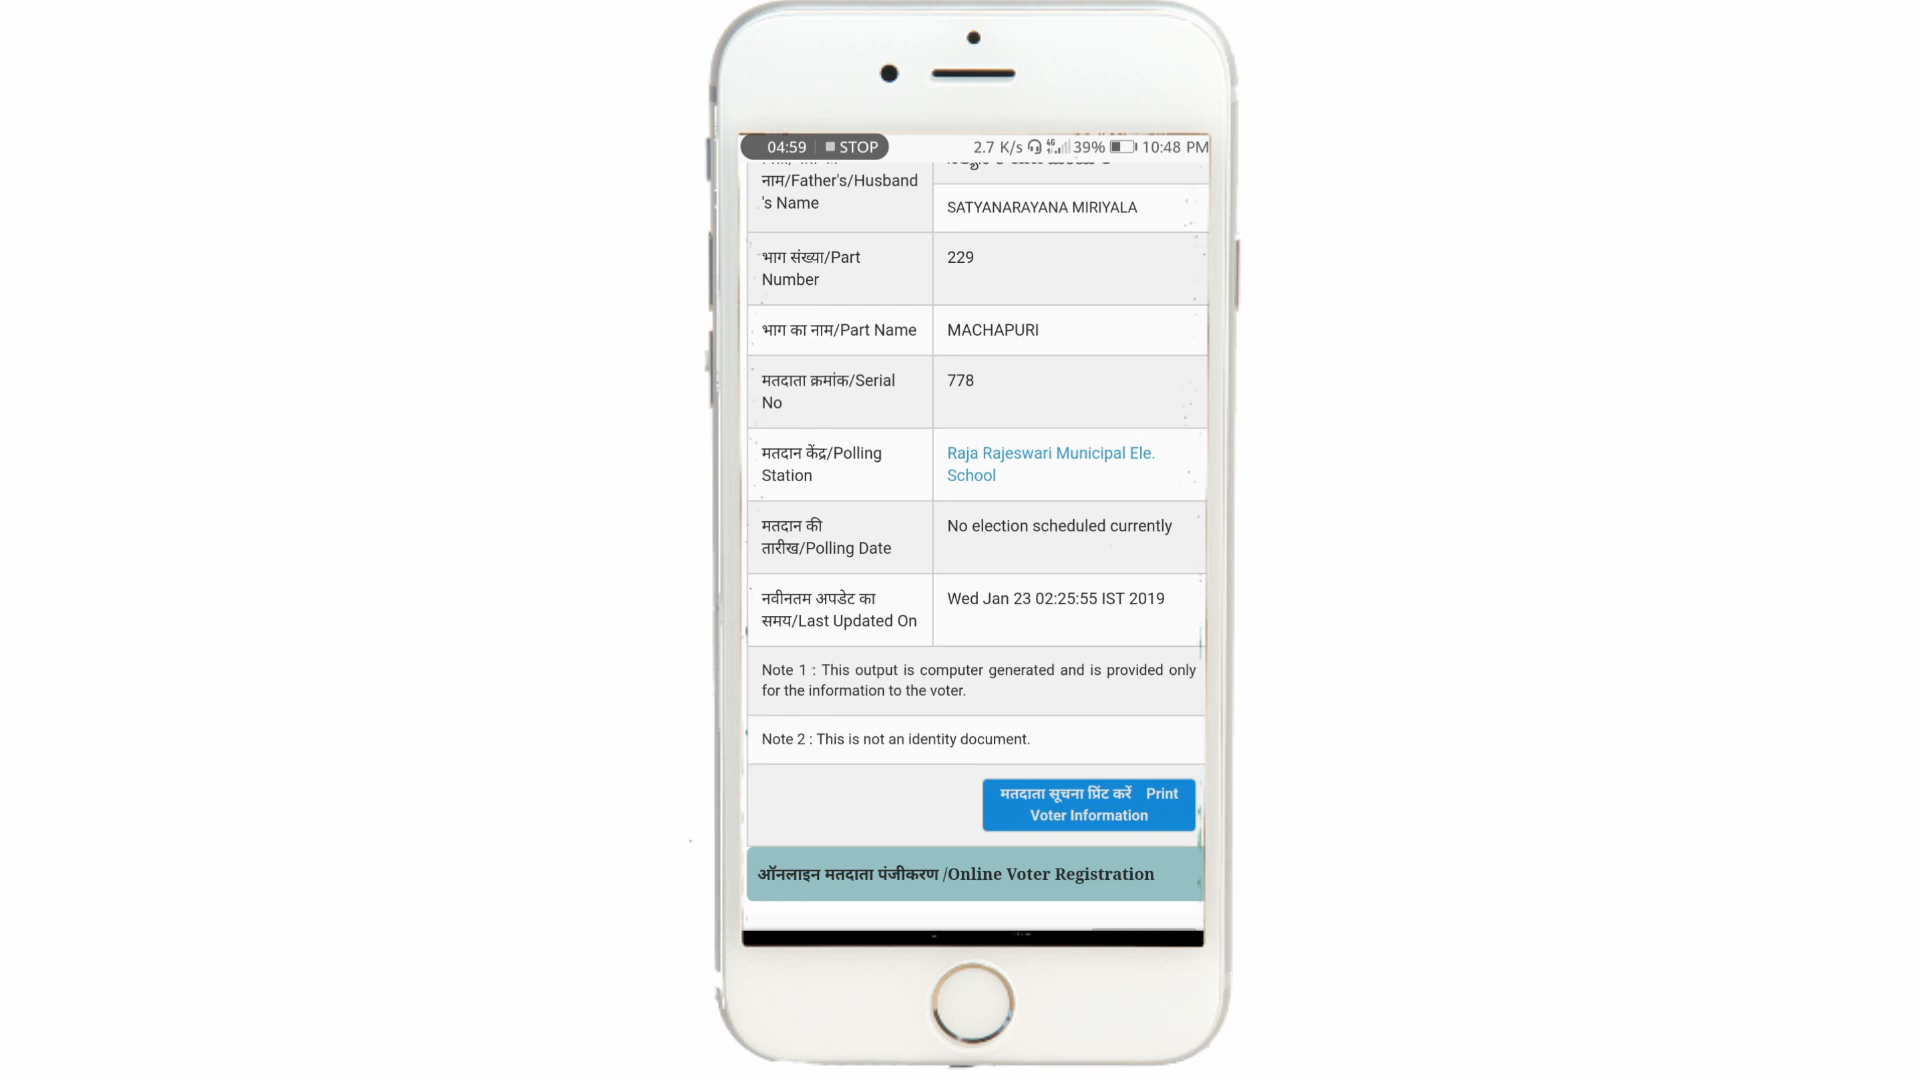 04:59 STOP 2.7 K/s 4G 39% 10:48 PM
नाम/Father's/Husband
's Name
SATYANARAYANA MIRIYALA
भाग संख्या/Part
Number
229
भाग का नाम/Part Name
MACHAPURI
मतदाता क्रमांक/Serial
No
778
मतदान केंद्र/Polling
Station
Raja Rajeswari Municipal Ele.
School
मतदान की
तारीख/Polling Date
No election scheduled currently
नवीनतम अपडेट का
समय/Last Updated On
Wed Jan 23 02:25:55 IST 2019
Note 1 : This output is computer generated and is provided only
for the information to the voter.
Note 2 : This is not an identity document.
मतदाता सूचना प्रिंट करें Print
Voter Information
ऑनलाइन मतदाता पंजीकरण /Online Voter Registration